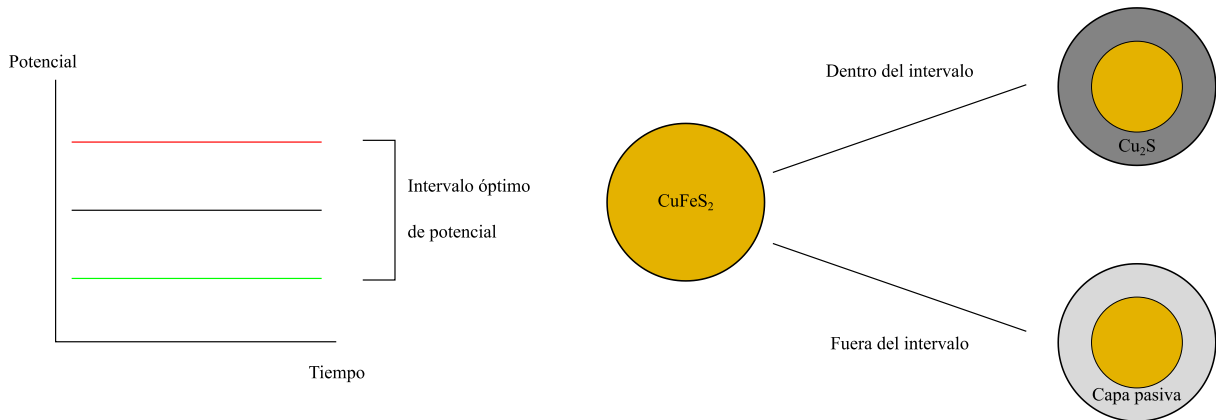 Potencial
Intervalo óptimo
de potencial
Tiempo
CuFeS₂
Dentro del intervalo
Cu₂S
Fuera del intervalo
Capa pasiva